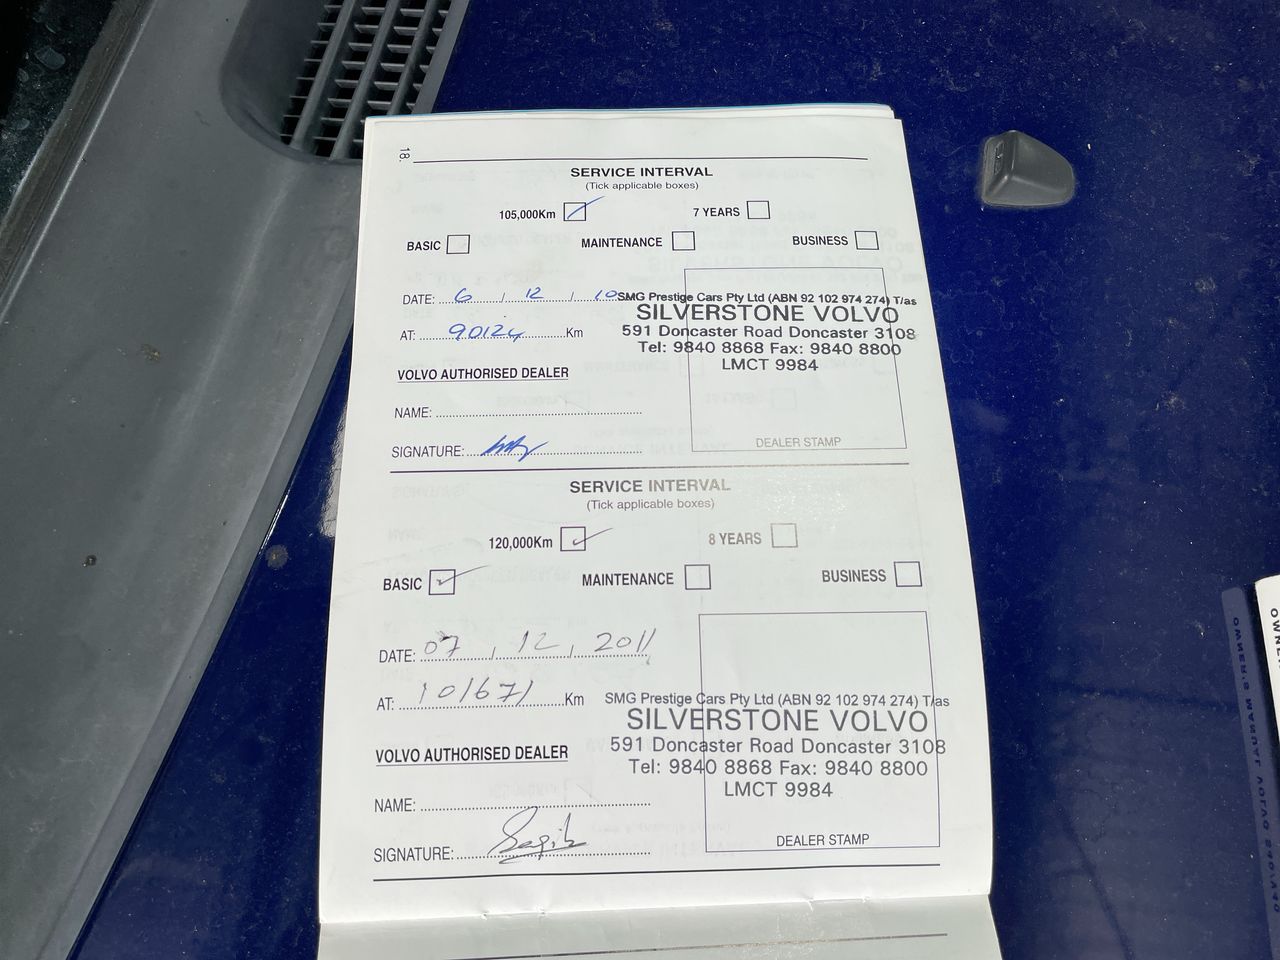 18.
SERVICE INTERVAL
(Tick applicable boxes)
105,000Km 7 YEARS
BASIC MAINTENANCE BUSINESS
DATE: 6 / 12 / 10
AT: 90124 Km
VOLVO AUTHORISED DEALER
NAME:
SIGNATURE:
SMG Prestige Cars Pty Ltd (ABN 92 102 974 274) T/as
SILVERSTONE VOLVO
591 Doncaster Road Doncaster 3108
Tel: 9840 8868 Fax: 9840 8800
LMCT 9984
DEALER STAMP
SERVICE INTERVAL
(Tick applicable boxes)
120,000Km 8 YEARS
BASIC MAINTENANCE BUSINESS
DATE: 07 / 12 / 2011
AT: 101671 Km
VOLVO AUTHORISED DEALER
NAME:
SIGNATURE:
SMG Prestige Cars Pty Ltd (ABN 92 102 974 274) T/as
SILVERSTONE VOLVO
591 Doncaster Road Doncaster 3108
Tel: 9840 8868 Fax: 9840 8800
LMCT 9984
DEALER STAMP